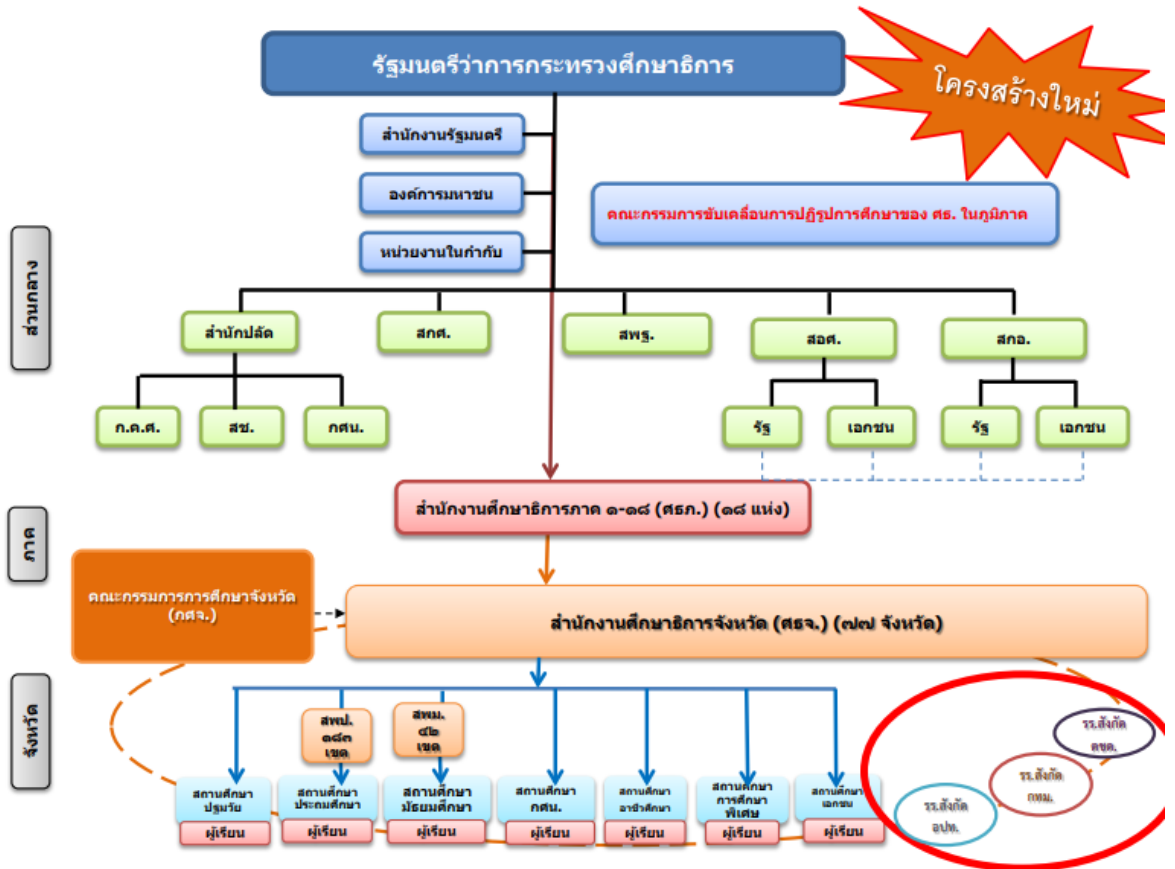 รัฐมนตรีว่าการกระทรวงศึกษาธิการ
โครงสร้างใหม่
สำนักงานรัฐมนตรี
องค์การมหาชน
คณะกรรมการขับเคลื่อนการปฏิรูปการศึกษาของ ศธ. ในภูมิภาค
หน่วยงานในกำกับ
ส่วนกลาง
สำนักปลัด
สกศ.
สพฐ.
สอศ.
สกอ.
ก.ค.ศ.
สช.
กศน.
รัฐ
เอกชน
รัฐ
เอกชน
สำนักงานศึกษาธิการภาค ๑-๑๘ (ศธภ.) (๑๘ แห่ง)
ภาค
คณะกรรมการการศึกษาจังหวัด
(กศจ.)
สำนักงานศึกษาธิการจังหวัด (ศธจ.) (๗๗ จังหวัด)
จังหวัด
สพป.
๑๘๓
เขต
สพม.
๔๒
เขต
สถานศึกษา
ปฐมวัย
ผู้เรียน
สถานศึกษา
ประถมศึกษา
ผู้เรียน
สถานศึกษา
มัธยมศึกษา
ผู้เรียน
สถานศึกษา
กศน.
ผู้เรียน
สถานศึกษา
อาชีวศึกษา
ผู้เรียน
สถานศึกษา
การศึกษา
พิเศษ
ผู้เรียน
สถานศึกษา
เอกชน
ผู้เรียน
รร.สังกัด
ตชด.
รร.สังกัด
กทม.
รร.สังกัด
อปท.